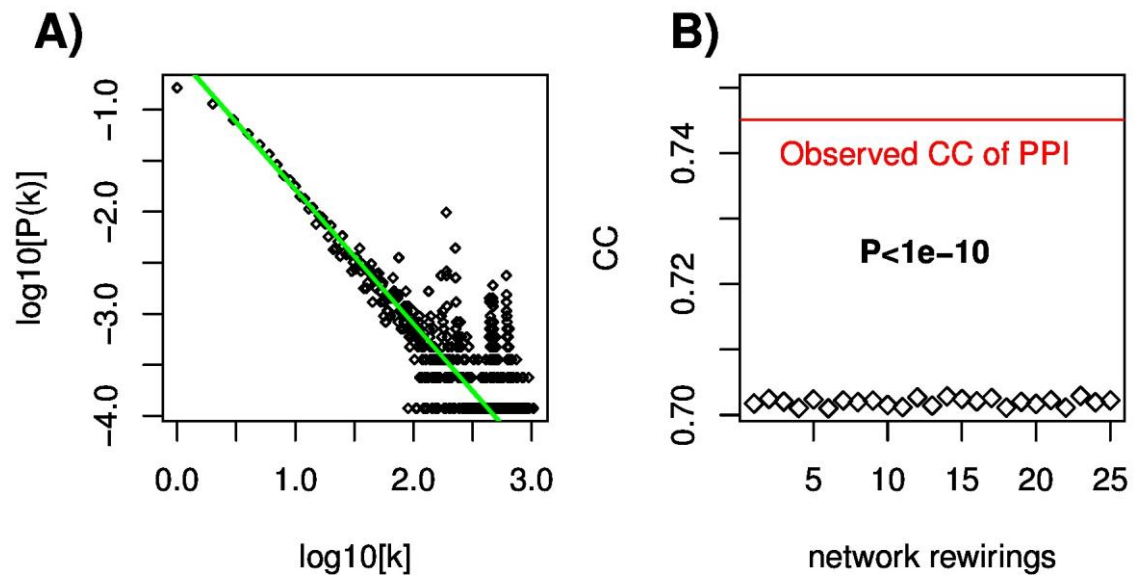 A)
log10[P(k)]
−1.0
−2.0
−3.0
−4.0
0.0 1.0 2.0 3.0
log10[k]
B)
CC
0.74
0.72
0.70
Observed CC of PPI
P<1e−10
5 10 15 20 25
network rewirings